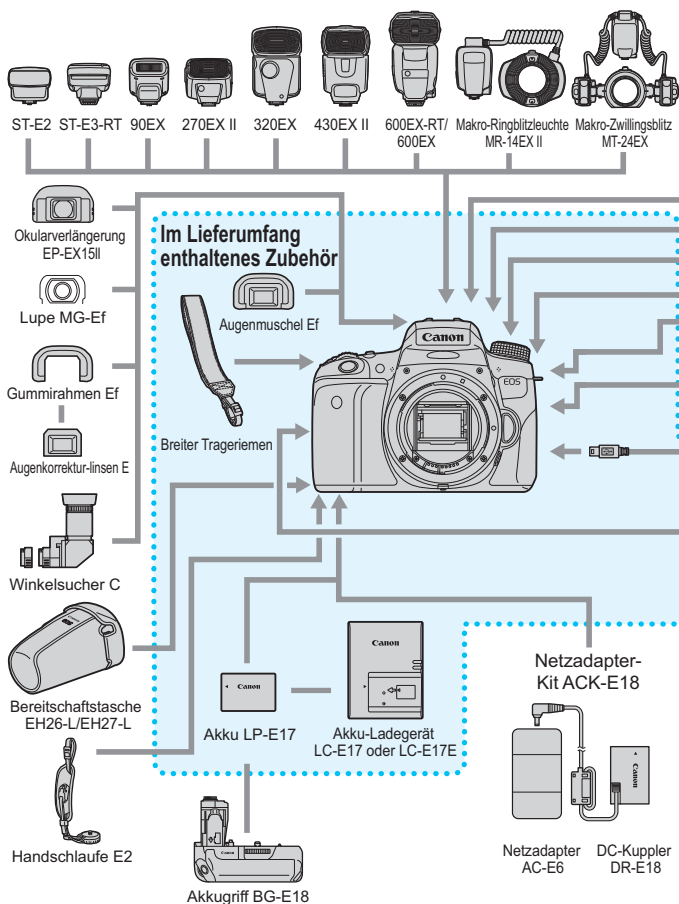 ST-E2 ST-E3-RT 90EX 270EX II 320EX 430EX II 600EX-RT/
600EX
Makro-Ringblitzleuchte
MR-14EX II
Makro-Zwillingsblitz
MT-24EX
Okularverlängerung
EP-EX15II
Lupe MG-Ef
Gummirahmen Ef
Augenkorrektur-linsen E
Winkelsucher C
Bereitschaftstasche
EH26-L/EH27-L
Handschlaufe E2
Im Lieferumfang
enthaltenes Zubehör
Augenmuschel Ef
Breiter Trageriemen
Canon
EOS
Canon
Akku LP-E17
Canon
Akku-Ladegerät
LC-E17 oder LC-E17E
Canon
Akkugriff BG-E18
Netzadapter-
Kit ACK-E18
Canon
Netzadapter
AC-E6
DC-Kuppler
DR-E18